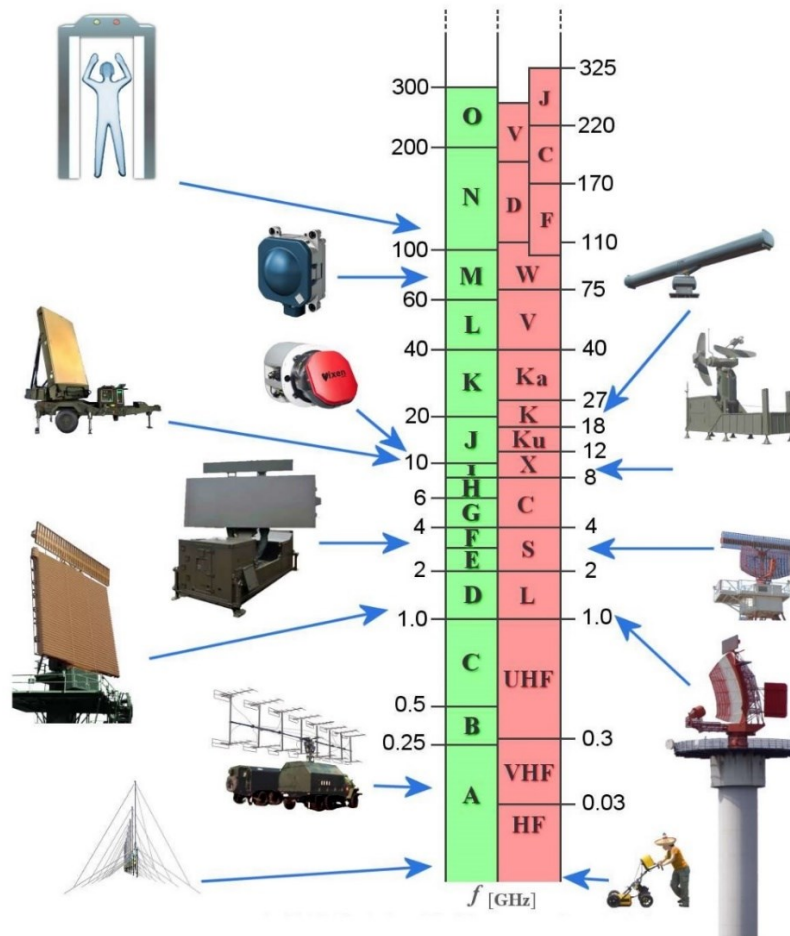 325
300
J
O
V
220
200
C
N
170
D
F
110
100
M
W
75
60
L
V
40
40
K
Ka
27
20
K
18
J
Ku
12
10
I
X
8
H
6
G
C
4
4
F
S
E
2
2
D
L
1.0
1.0
C
UHF
0.5
B
0.25
0.3
VHF
A
0.03
HF
f [GHz]
Vixen